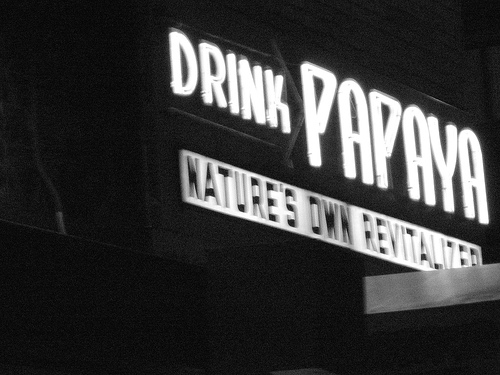 DRINK PAPAYA
NATURE'S OWN REVITALIZER